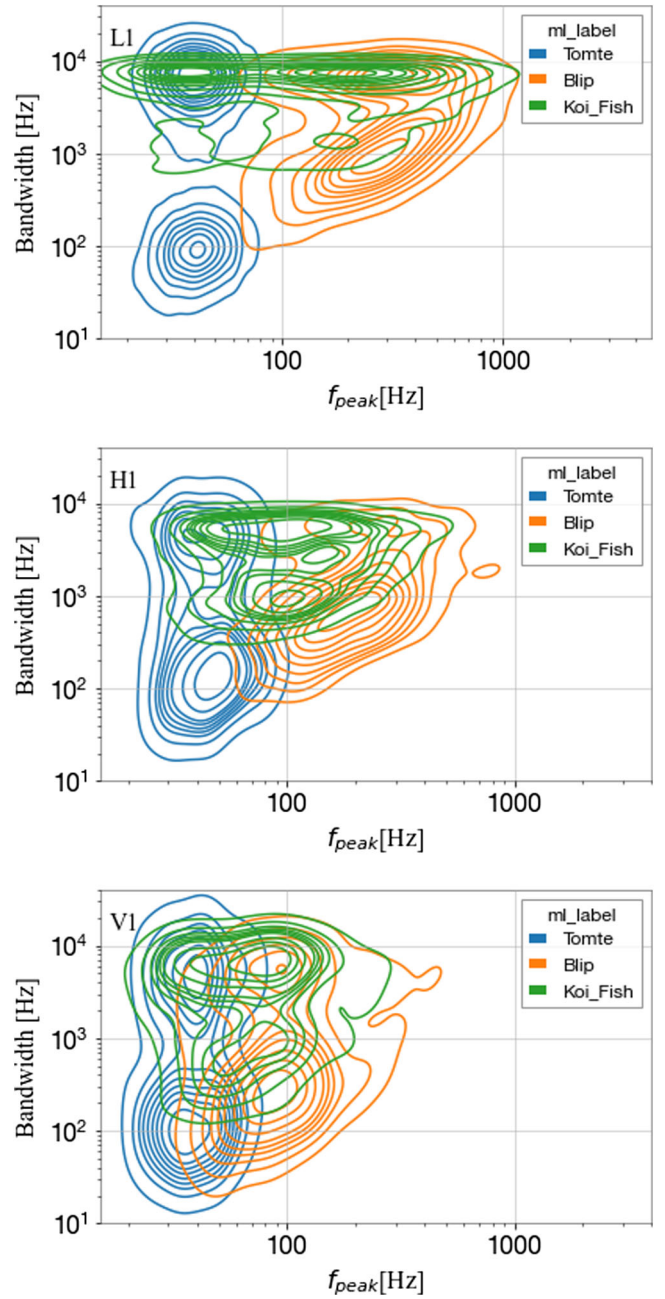 L1
ml_label
Tomte
Blip
Koi_Fish
10⁴
10³
10²
10¹
Bandwidth [Hz]
100
1000
f_peak[Hz]
H1
ml_label
Tomte
Blip
Koi_Fish
10⁴
10³
10²
10¹
Bandwidth [Hz]
100
1000
f_peak[Hz]
V1
ml_label
Tomte
Blip
Koi_Fish
10⁴
10³
10²
10¹
Bandwidth [Hz]
100
1000
f_peak[Hz]